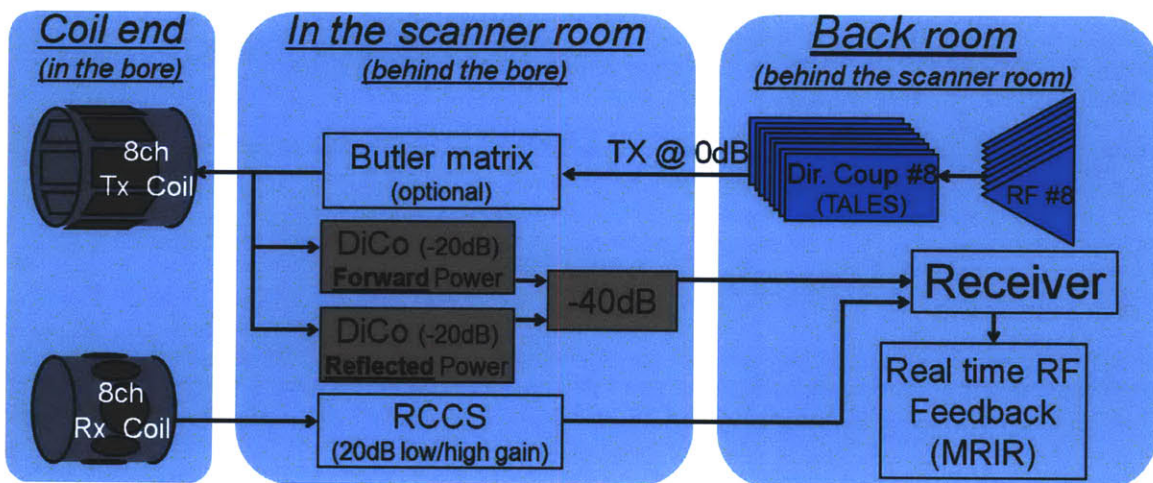 Coil end
(in the bore)
8ch
Tx Coil
8ch
Rx Coil
In the scanner room
(behind the bore)
Butler matrix
(optional)
DiCo (-20dB)
Forward Power
DiCo (-20dB)
Reflected Power
-40dB
RCCS
(20dB low/high gain)
Back room
(behind the scanner room)
TX @ 0dB
Dir. Coup #8
(TALES)
RF #8
Receiver
Real time RF
Feedback
(MRIR)